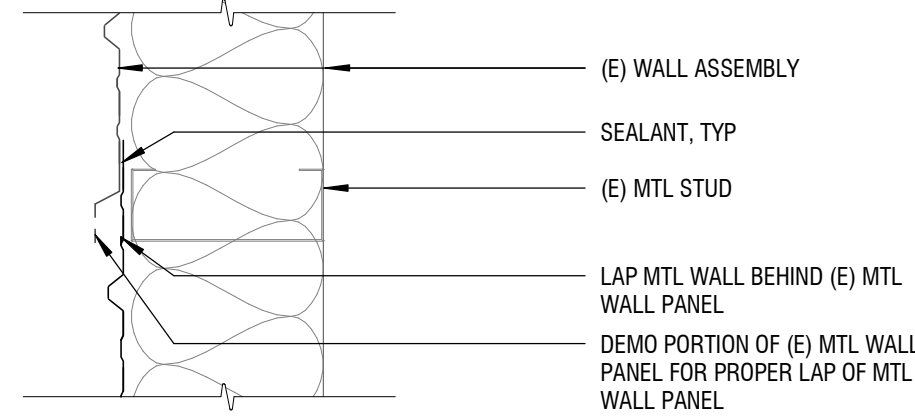 (E) WALL ASSEMBLY
SEALANT, TYP
(E) MTL STUD
LAP MTL WALL BEHIND (E) MTL
WALL PANEL
DEMO PORTION OF (E) MTL WALL
PANEL FOR PROPER LAP OF MTL
WALL PANEL